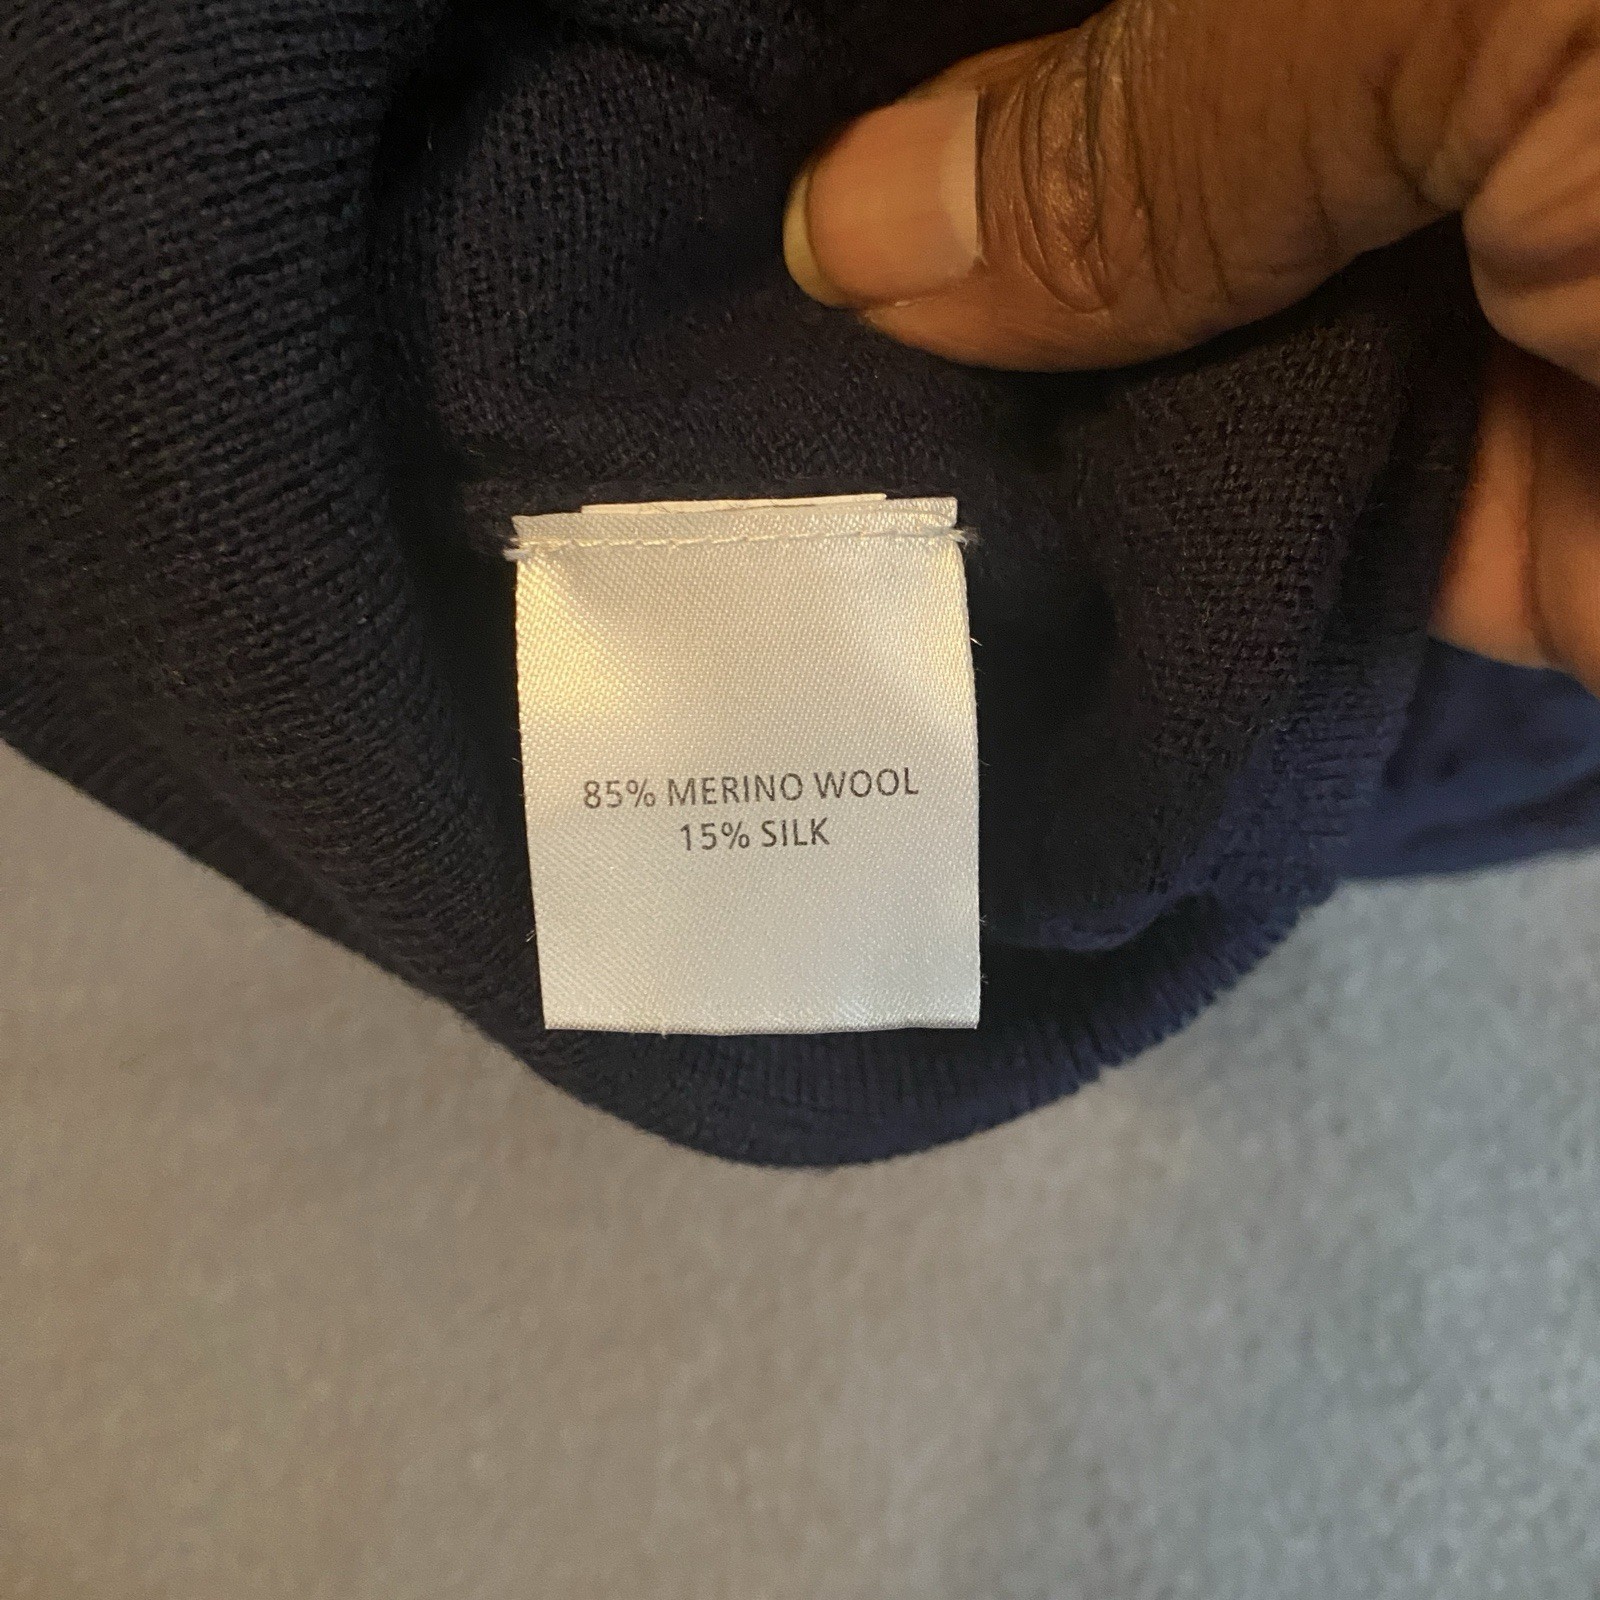 85% MERINO WOOL
15% SILK